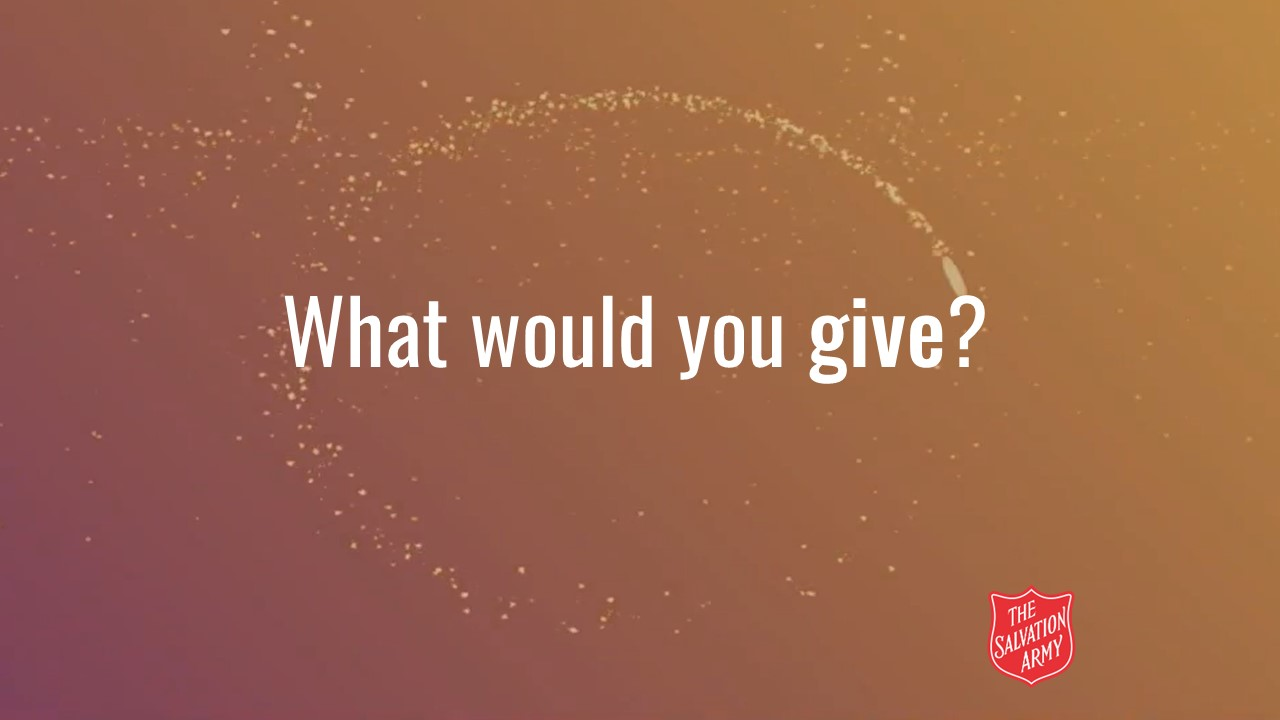 What would you give?
THE
SALVATION
ARMY